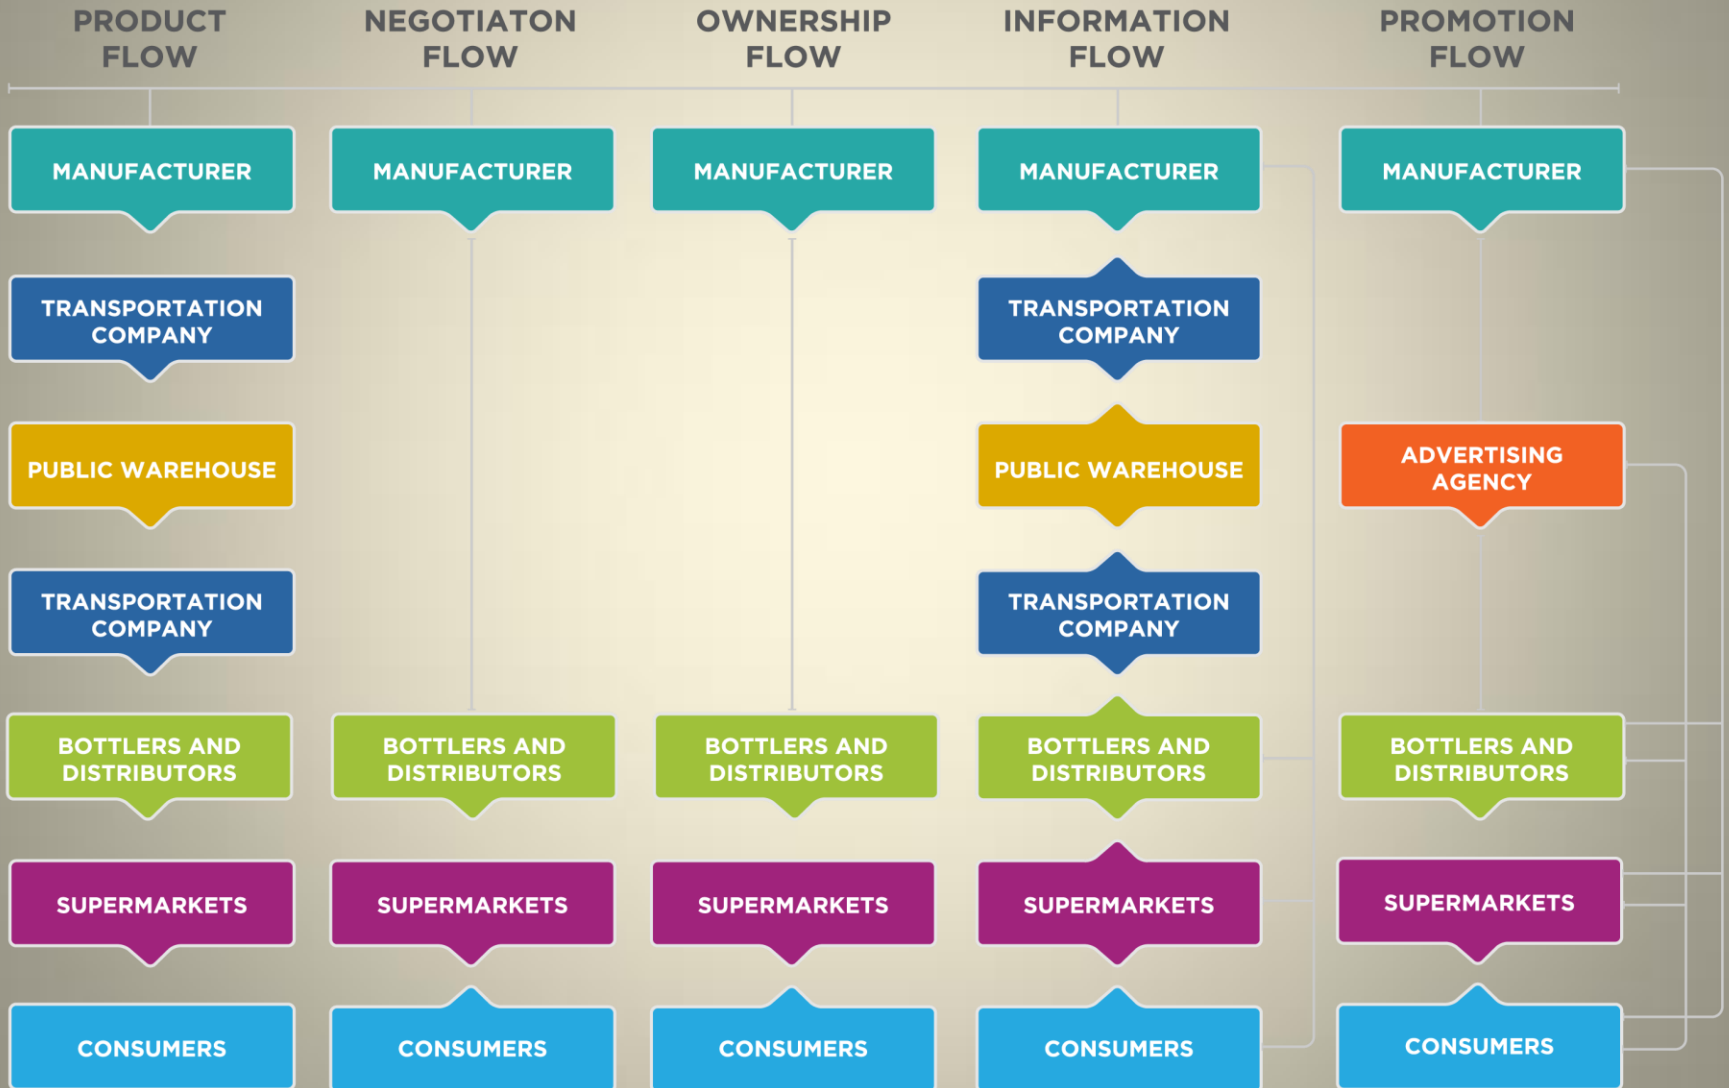 PRODUCT
FLOW
NEGOTIATON
FLOW
OWNERSHIP
FLOW
INFORMATION
FLOW
PROMOTION
FLOW
MANUFACTURER
MANUFACTURER
MANUFACTURER
MANUFACTURER
MANUFACTURER
TRANSPORTATION
COMPANY
TRANSPORTATION
COMPANY
PUBLIC WAREHOUSE
PUBLIC WAREHOUSE
ADVERTISING
AGENCY
TRANSPORTATION
COMPANY
TRANSPORTATION
COMPANY
BOTTLERS AND
DISTRIBUTORS
BOTTLERS AND
DISTRIBUTORS
BOTTLERS AND
DISTRIBUTORS
BOTTLERS AND
DISTRIBUTORS
BOTTLERS AND
DISTRIBUTORS
SUPERMARKETS
SUPERMARKETS
SUPERMARKETS
SUPERMARKETS
SUPERMARKETS
CONSUMERS
CONSUMERS
CONSUMERS
CONSUMERS
CONSUMERS